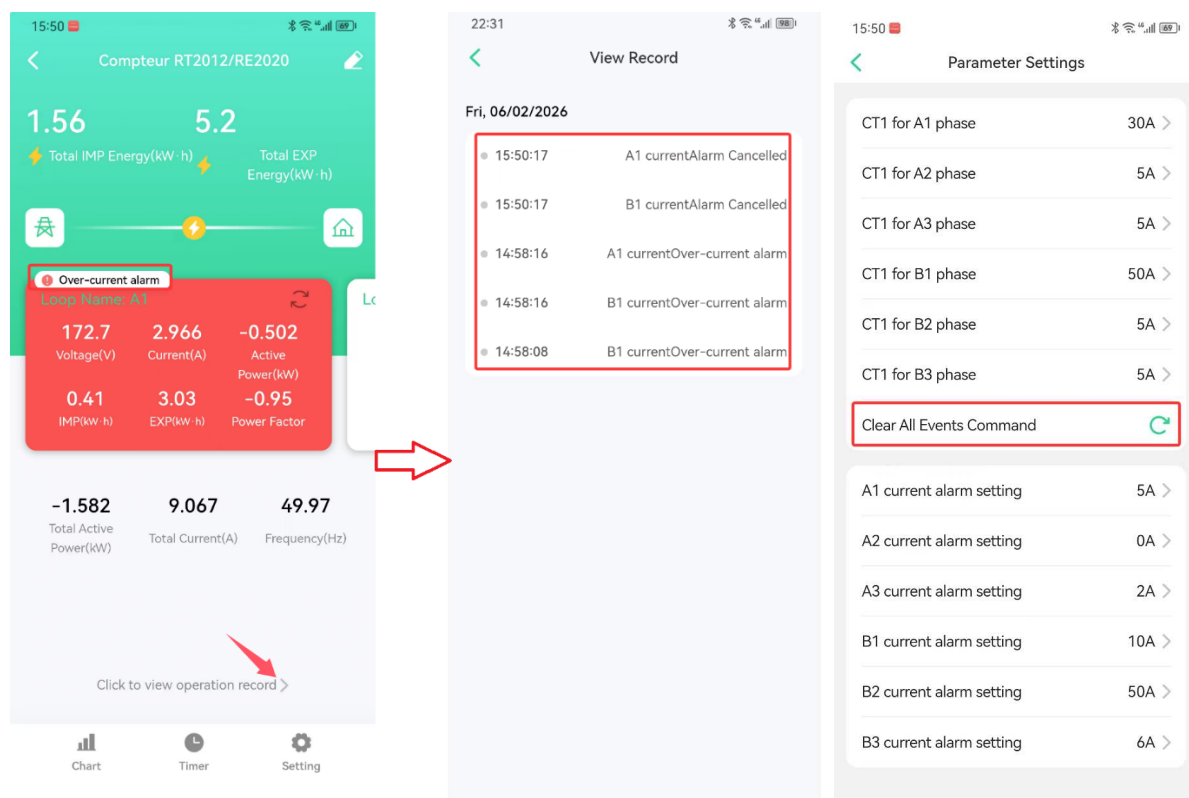 15:50
69
Compteur RT2012/RE2020
1.56
5.2
Total IMP Energy(kW·h)
Total EXP
Energy(kW·h)
Over-current alarm
Loop Name: A1
Lo
172.7
2.966
-0.502
Voltage(V)
Current(A)
Active
Power(kW)
0.41
3.03
-0.95
IMP(kW·h)
EXP(kW·h)
Power Factor
-1.582
9.067
49.97
Total Active
Power(kW)
Total Current(A)
Frequency(Hz)
Click to view operation record >
Chart
Timer
Setting
22:31
98
View Record
Fri, 06/02/2026
15:50:17 A1 currentAlarm Cancelled
15:50:17 B1 currentAlarm Cancelled
14:58:16 A1 currentOver-current alarm
14:58:16 B1 currentOver-current alarm
14:58:08 B1 currentOver-current alarm
15:50
69
Parameter Settings
CT1 for A1 phase 30A >
CT1 for A2 phase 5A >
CT1 for A3 phase 5A >
CT1 for B1 phase 50A >
CT1 for B2 phase 5A >
CT1 for B3 phase 5A >
Clear All Events Command
A1 current alarm setting 5A >
A2 current alarm setting 0A >
A3 current alarm setting 2A >
B1 current alarm setting 10A >
B2 current alarm setting 50A >
B3 current alarm setting 6A >